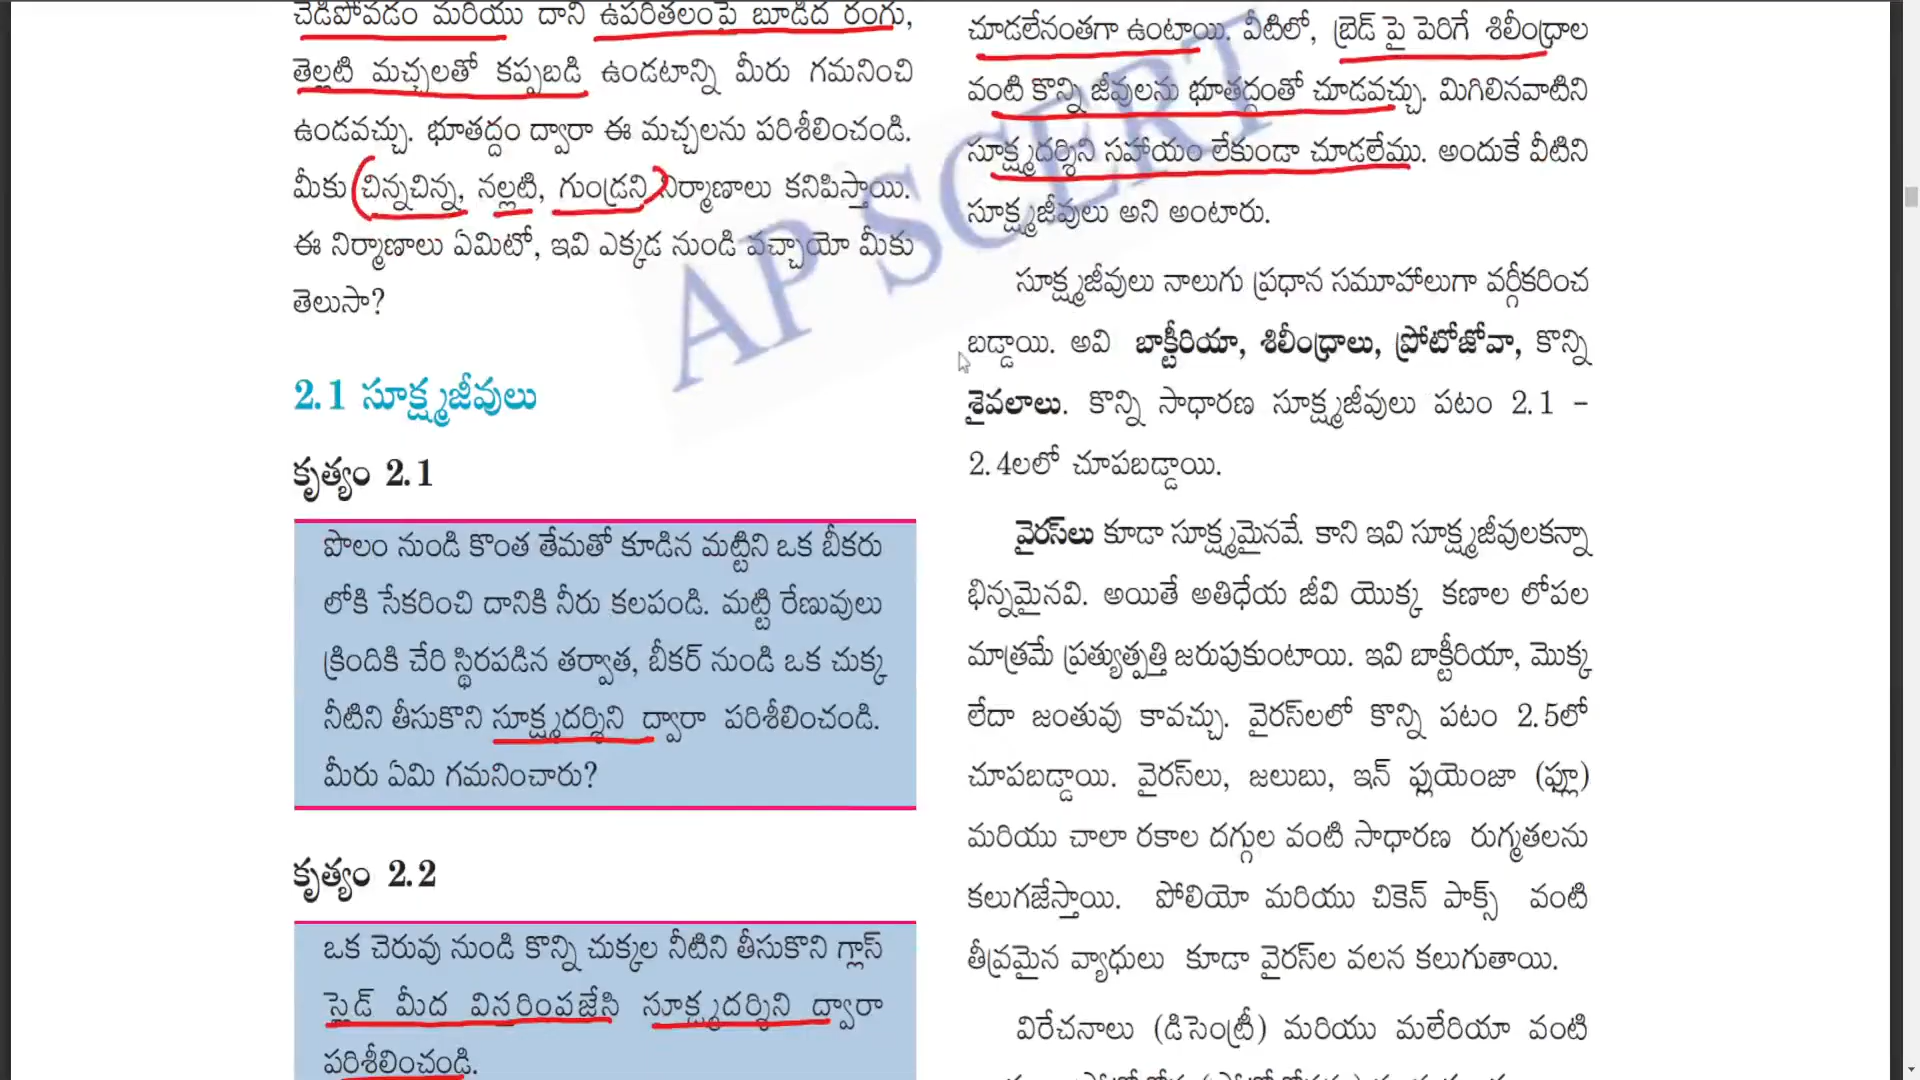 చెడిపోవడం మరియు దాని ఉపరితలంపై బూడిద రంగు,
తెల్లటి మచ్చలతో కప్పబడి ఉండటాన్ని మీరు గమనించి
ఉండవచ్చు. భూతద్దం ద్వారా ఈ మచ్చలను పరిశీలించండి.
మీకు చిన్నచిన్న, నల్లటి, గుండ్రని నిర్మాణాలు కనిపిస్తాయి.
ఈ నిర్మాణాలు ఏమిటో, ఇవి ఎక్కడ నుండి వచ్చాయో మీకు
తెలుసా?
2.1 సూక్ష్మజీవులు
కృత్యం 2.1
పొలం నుండి కొంత తేమతో కూడిన మట్టిని ఒక బీకరు
లోకి సేకరించి దానికి నీరు కలపండి. మట్టి రేణువులు
క్రిందికి చేరి స్థిరపడిన తర్వాత, బీకర్ నుండి ఒక చుక్క
నీటిని తీసుకొని సూక్ష్మదర్శిని ద్వారా పరిశీలించండి.
మీరు ఏమి గమనించారు?
కృత్యం 2.2
ఒక చెరువు నుండి కొన్ని చుక్కల నీటిని తీసుకొని గ్లాస్
స్లైడ్ మీద విస్తరింపజేసి సూక్ష్మదర్శిని ద్వారా
పరిశీలించండి.
చూడలేనంతగా ఉంటాయి. వీటిలో, బ్రెడ్ పై పెరిగే శిలీంధ్రాల
వంటి కొన్ని జీవులను భూతద్దంతో చూడవచ్చు. మిగిలినవాటిని
సూక్ష్మదర్శిని సహాయం లేకుండా చూడలేము. అందుకే వీటిని
సూక్ష్మజీవులు అని అంటారు.
సూక్ష్మజీవులు నాలుగు ప్రధాన సమూహాలుగా వర్గీకరించ
బడ్డాయి. అవి బాక్టీరియా, శిలీంధ్రాలు, ప్రోటోజోవా, కొన్ని
శైవలాలు. కొన్ని సాధారణ సూక్ష్మజీవులు పటం 2.1 –
2.4లలో చూపబడ్డాయి.
వైరస్‌లు కూడా సూక్ష్మమైనవే. కాని ఇవి సూక్ష్మజీవులకన్నా
భిన్నమైనవి. అయితే అతిధేయ జీవి యొక్క కణాల లోపల
మాత్రమే ప్రత్యుత్పత్తి జరుపుకుంటాయి. ఇవి బాక్టీరియా, మొక్క
లేదా జంతువు కావచ్చు. వైరస్‌లలో కొన్ని పటం 2.5లో
చూపబడ్డాయి. వైరస్‌లు, జలుబు, ఇన్ ఫ్లుయెంజా (ఫ్లూ)
మరియు చాలా రకాల దగ్గుల వంటి సాధారణ రుగ్మతలను
కలుగజేస్తాయి. పోలియో మరియు చికెన్ పాక్స్ వంటి
తీవ్రమైన వ్యాధులు కూడా వైరస్‌ల వలన కలుగుతాయి.
విరేచనాలు (డిసెంట్రీ) మరియు మలేరియా వంటి
AP SCERT